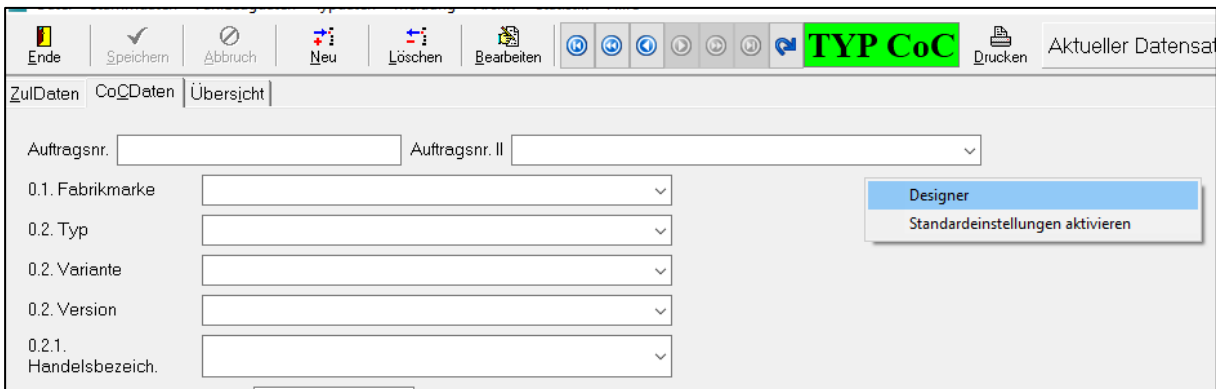 Ende Speichern Abbruch Neu Löschen Bearbeiten TYP CoC Drucken Aktueller Datensat
ZulDaten CoCDaten Übersicht
Auftragsnr. Auftragsnr. II
0.1. Fabrikmarke
Designer
0.2. Typ
Standardeinstellungen aktivieren
0.2. Variante
0.2. Version
0.2.1.
Handelsbezeich.